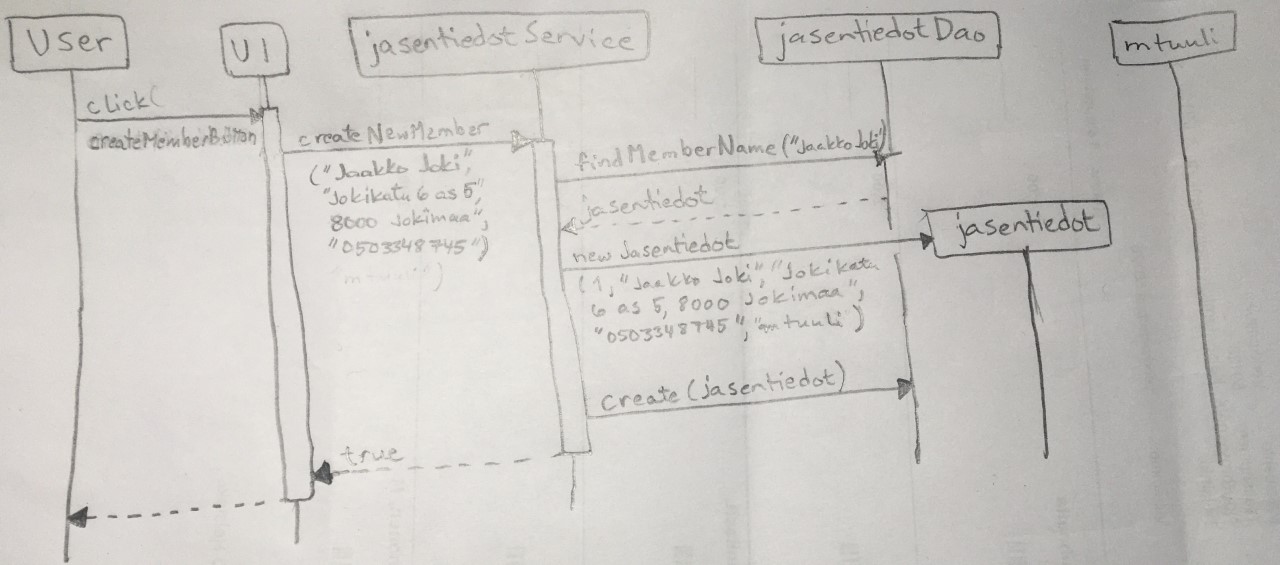 User
UI
jasentiedotService
jasentiedotDao
mtuuli
click(
createMemberButton
createNewMember
("Jaakko Joki",
"Jokikatu 6 as 5",
8000 Jokimaa",
"0503348745")
"mtuuli")
findMemberName("Jaakko Joki")
jasentiedot
new Jasentiedot
(1, "Jaakko Joki", "Jokikatu
6 as 5, 8000 Jokimaa",
"0503348745", "mtuuli)
jasentiedot
create(jasentiedot)
true